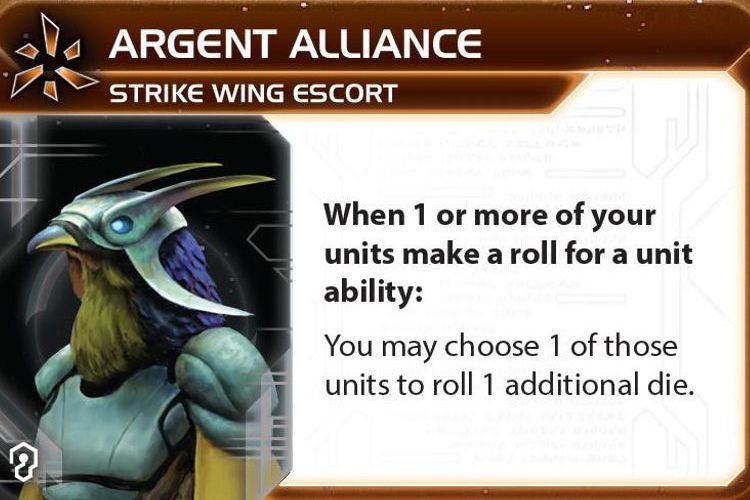 ARGENT ALLIANCE
STRIKE WING ESCORT
When 1 or more of your
units make a roll for a unit
ability:
You may choose 1 of those
units to roll 1 additional die.